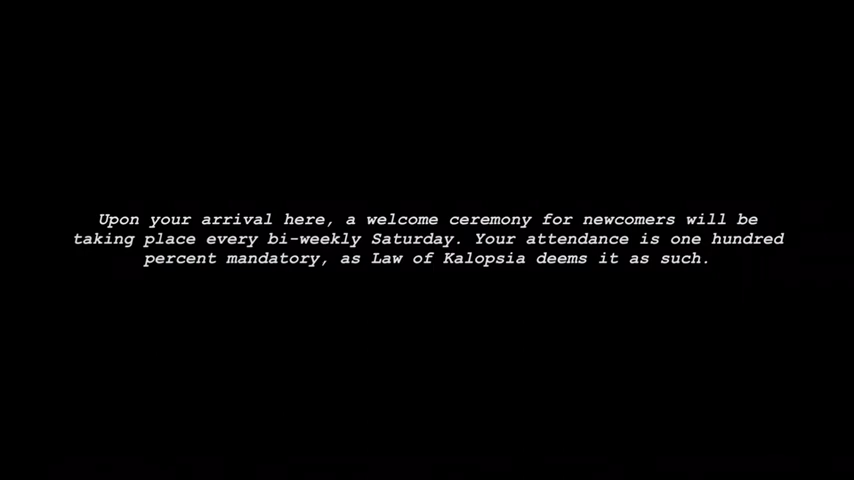 Upon your arrival here, a welcome ceremony for newcomers will be
taking place every bi-weekly Saturday. Your attendance is one hundred
percent mandatory, as Law of Kalopsia deems it as such.